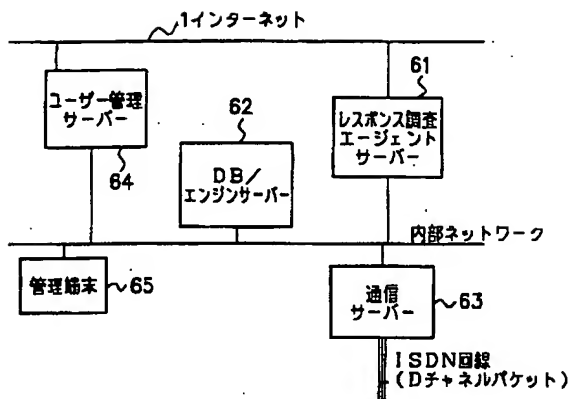 1インターネット
61
ユーザー管理
サーバー
64
62
DB/
エンジンサーバー
レスポンス調査
エージェント
サーバー
内部ネットワーク
管理端末
65
通信
サーバー
63
ISDN回線
(Dチャネルパケット)